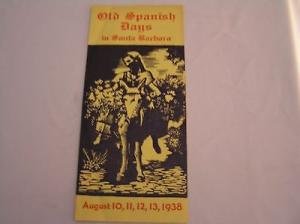 Old Spanish
Days
in Santa Barbara
August 10, 11, 12, 13, 1938